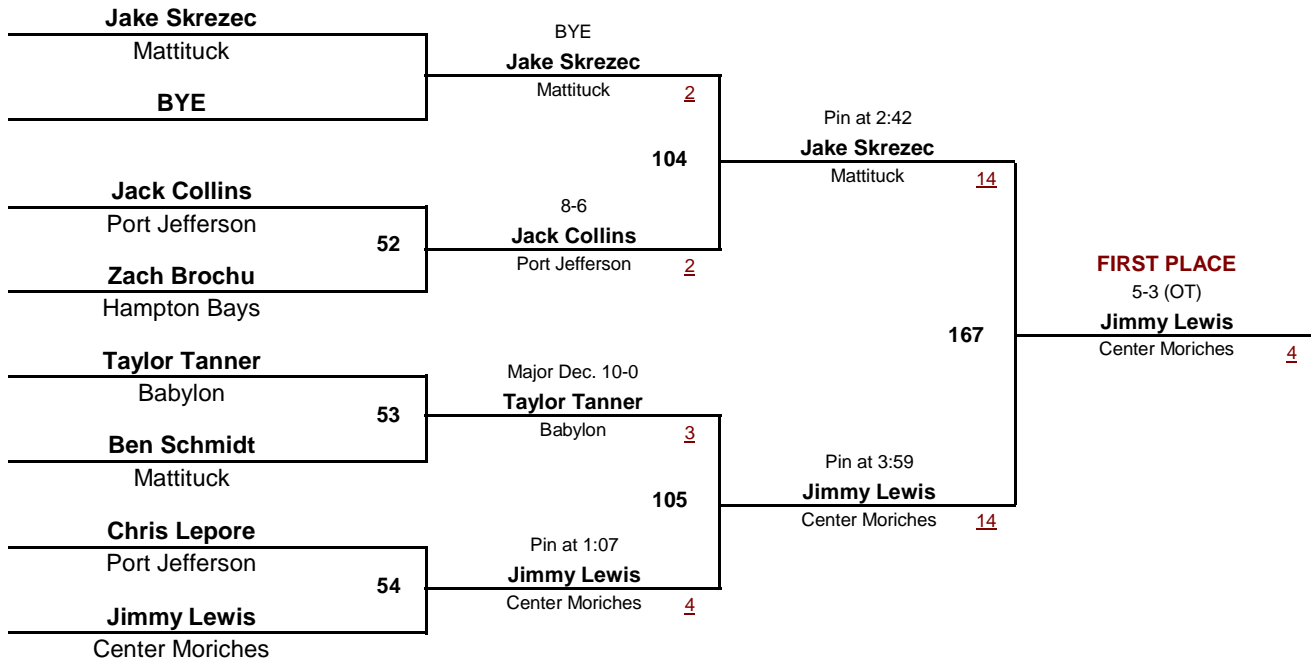 Jake Skrezec
Mattituck
BYE
Jack Collins
Port Jefferson
52
Zach Brochu
Hampton Bays
Taylor Tanner
Babylon
53
Ben Schmidt
Mattituck
Chris Lepore
Port Jefferson
54
Jimmy Lewis
Center Moriches
BYE
Jake Skrezec
Mattituck 2
104
8-6
Jack Collins
Port Jefferson 2
Major Dec. 10-0
Taylor Tanner
Babylon 3
105
Pin at 1:07
Jimmy Lewis
Center Moriches 4
Pin at 2:42
Jake Skrezec
Mattituck 14
167
Pin at 3:59
Jimmy Lewis
Center Moriches 14
FIRST PLACE
5-3 (OT)
Jimmy Lewis
Center Moriches 4